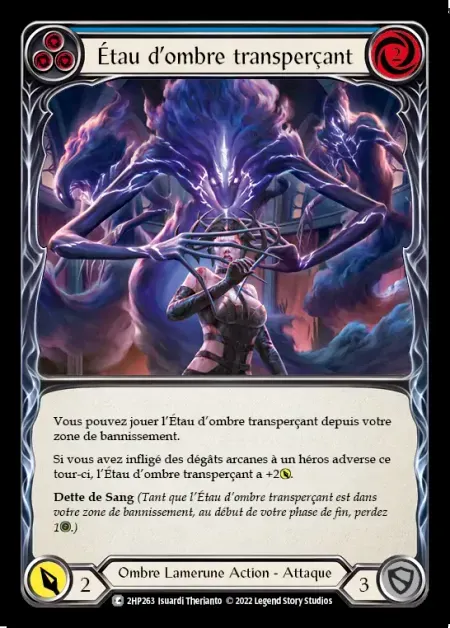 Étau d'ombre transperçant
2
Vous pouvez jouer l'Étau d'ombre transperçant depuis votre
zone de bannissement.
Si vous avez infligé des dégâts arcanes à un héros adverse ce
tour-ci, l'Étau d'ombre transperçant a +2.
Dette de Sang (Tant que l'Étau d'ombre transperçant est dans
votre zone de bannissement, au début de votre phase de fin, perdez
1.)
2
Ombre Lamerune Action - Attaque
3
C 2HP263 Isuardi Therianto © 2022 Legend Story Studios